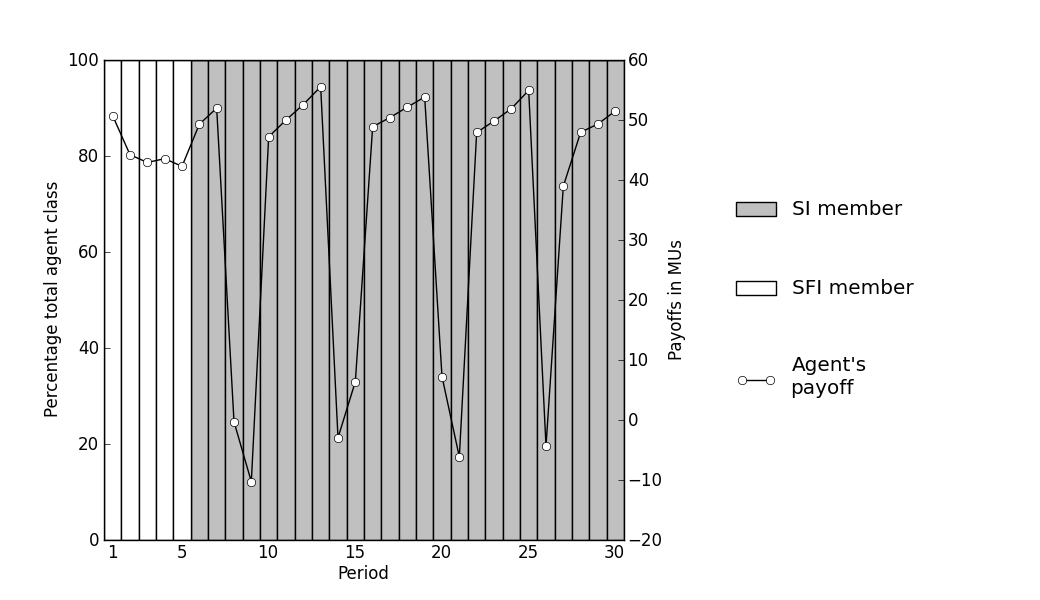 100
80
60
40
20
0
Percentage total agent class
60
50
40
30
20
10
0
−10
−20
Payoffs in MUs
1 5 10 15 20 25 30
Period
SI member
SFI member
Agent's
payoff